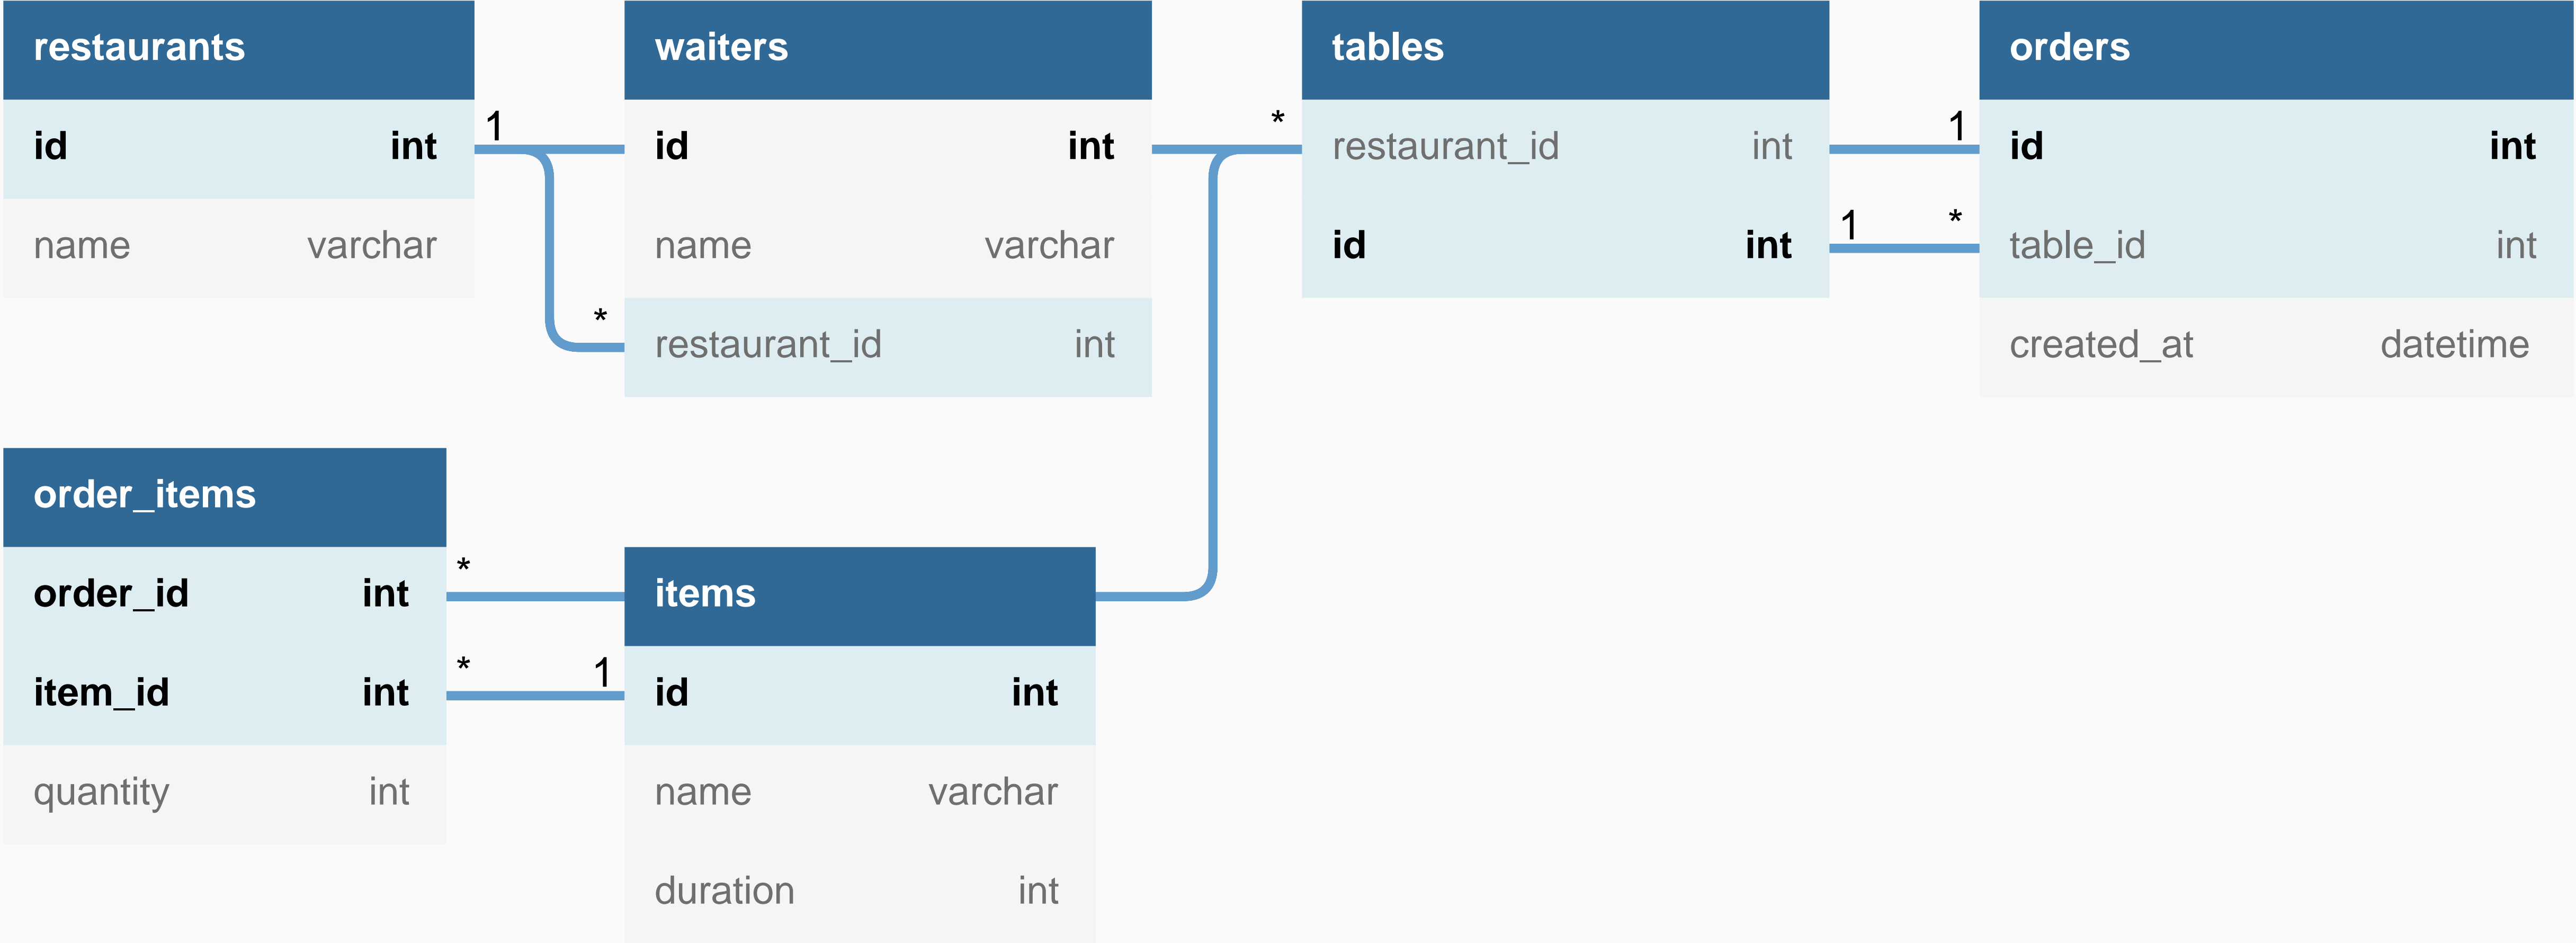 restaurants
id int
name varchar
waiters
id int
name varchar
restaurant_id int
tables
restaurant_id int
id int
orders
id int
table_id int
created_at datetime
1
*
*
1
1
*
order_items
order_id int
item_id int
quantity int
items
id int
name varchar
duration int
*
*
1